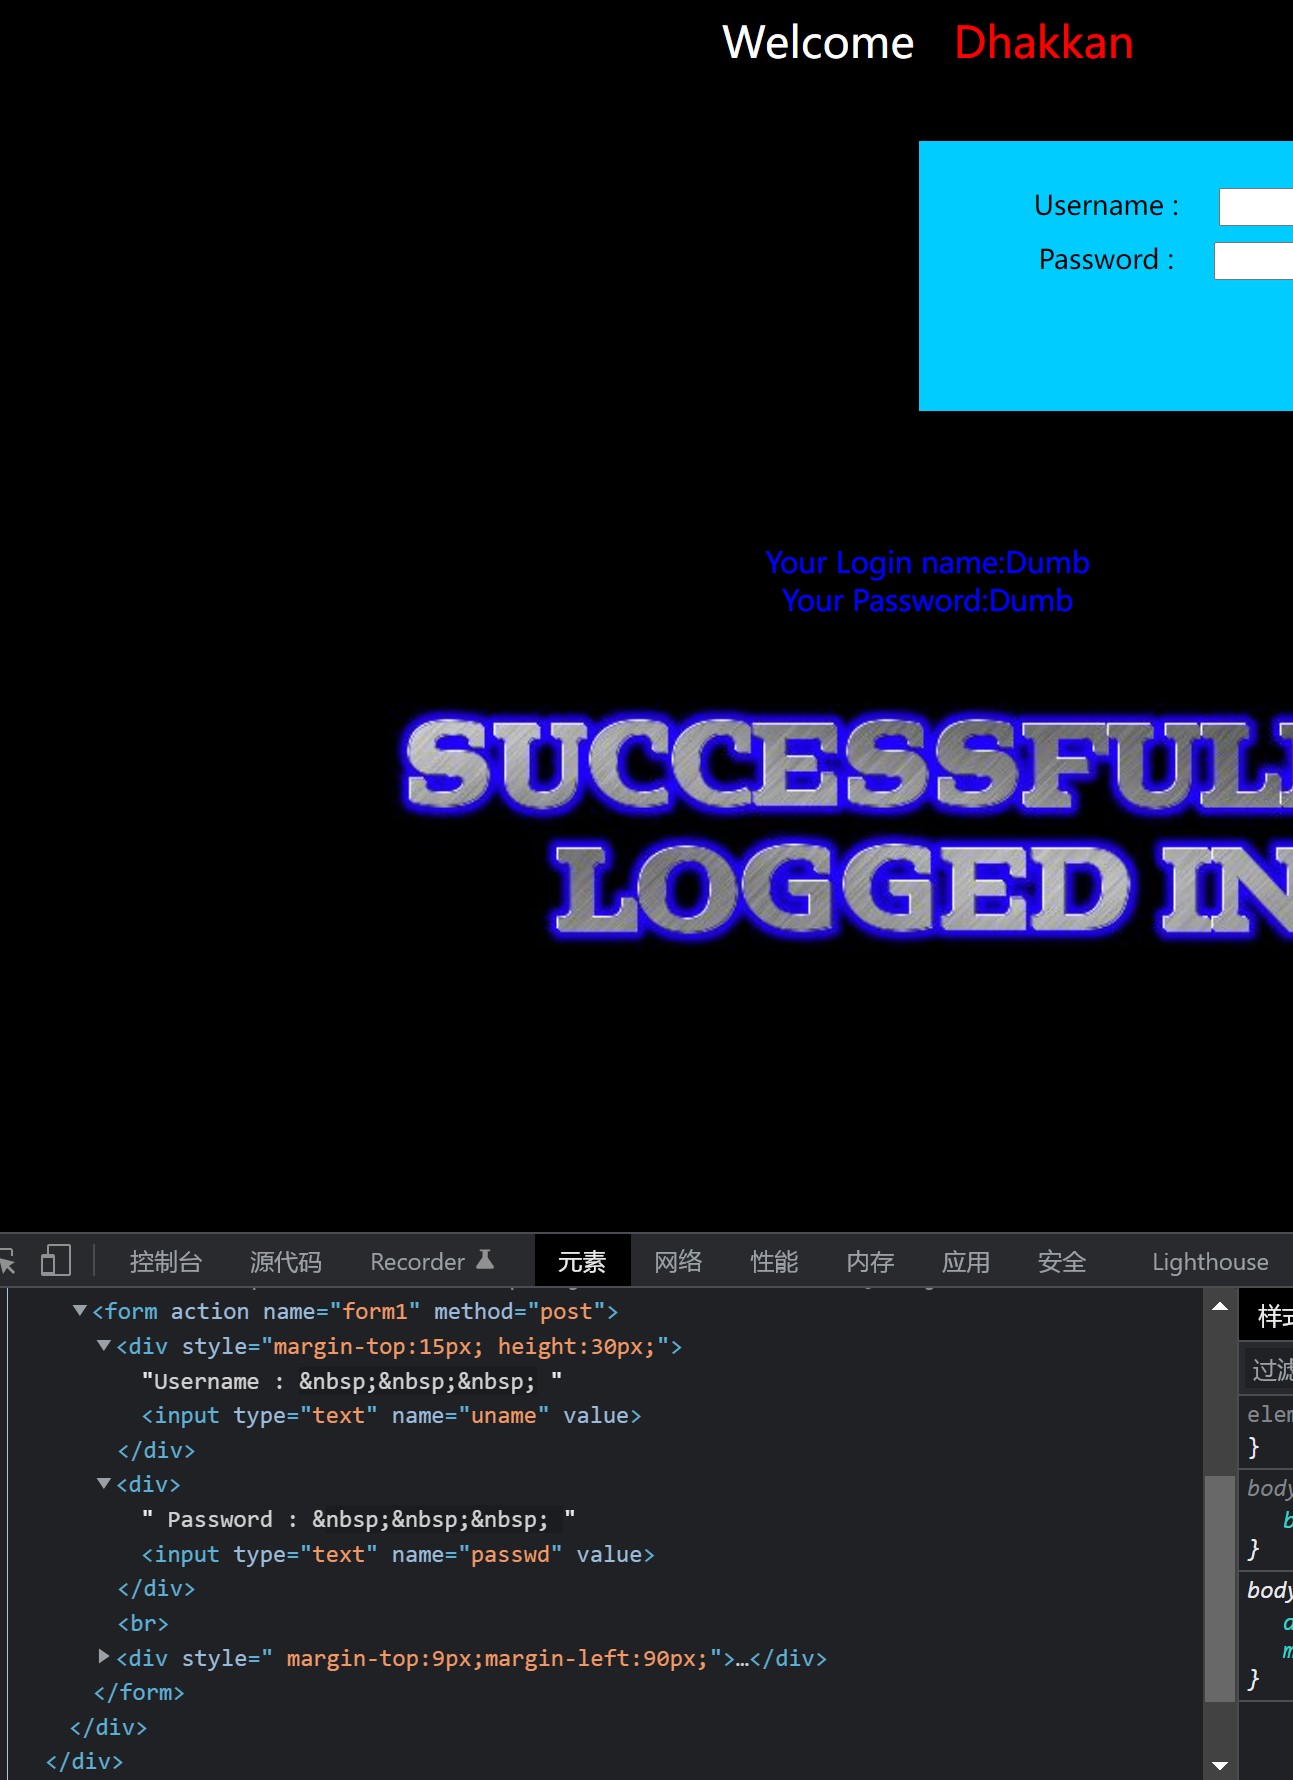 Welcome Dhakkan
Username :
Password :
Your Login name:Dumb
Your Password:Dumb
SUCCESSFUL
LOGGED IN
控制台 源代码 Recorder 元素 网络 性能 内存 应用 安全 Lighthouse
<form action name="form1" method="post">
<div style="margin-top:15px; height:30px;">
"Username : &nbsp;&nbsp;&nbsp; "
<input type="text" name="uname" value>
</div>
<div>
" Password : &nbsp;&nbsp;&nbsp; "
<input type="text" name="passwd" value>
</div>
<br>
<div style=" margin-top:9px;margin-left:90px;">…</div>
</form>
</div>
</div>
样式
过滤
elem
}
body
b
}
body
d
m
}